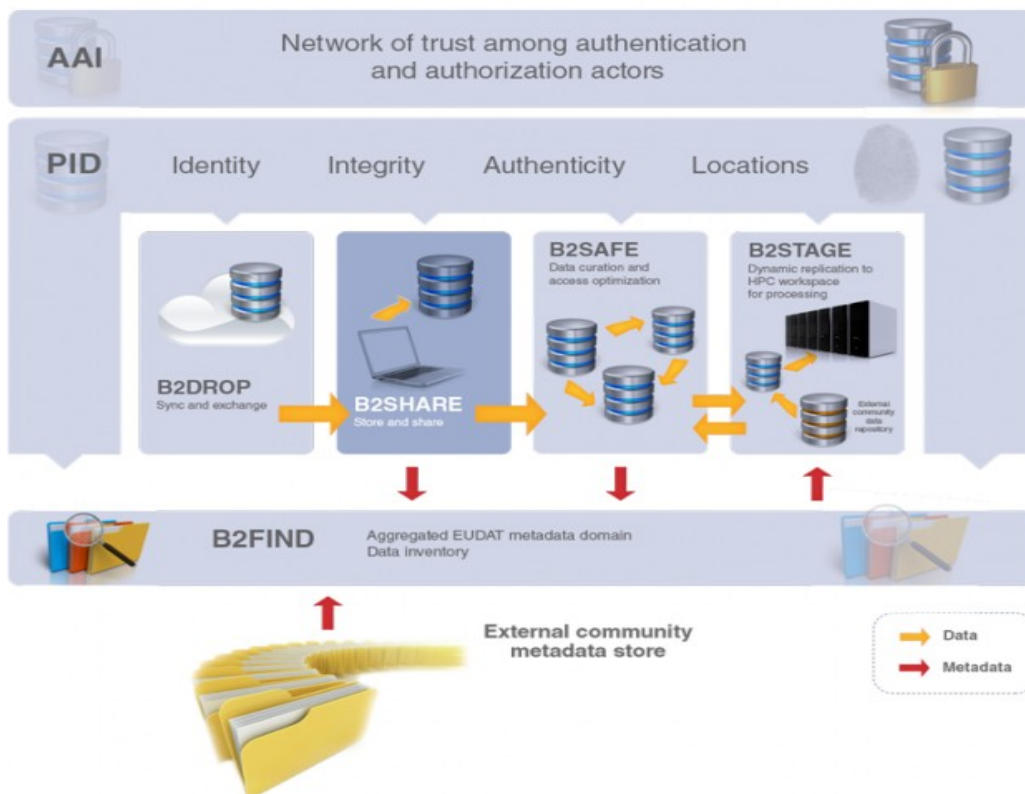 AAI
Network of trust among authentication
and authorization actors
PID
Identity
Integrity
Authenticity
Locations
B2DROP
Sync and exchange
B2SHARE
Store and share
B2SAFE
Data curation and
access optimization
B2STAGE
Dynamic replication to
HPC workspace
for processing
External
community
data
repository
B2FIND
Aggregated EUDAT metadata domain
Data inventory
External community
metadata store
Data
Metadata